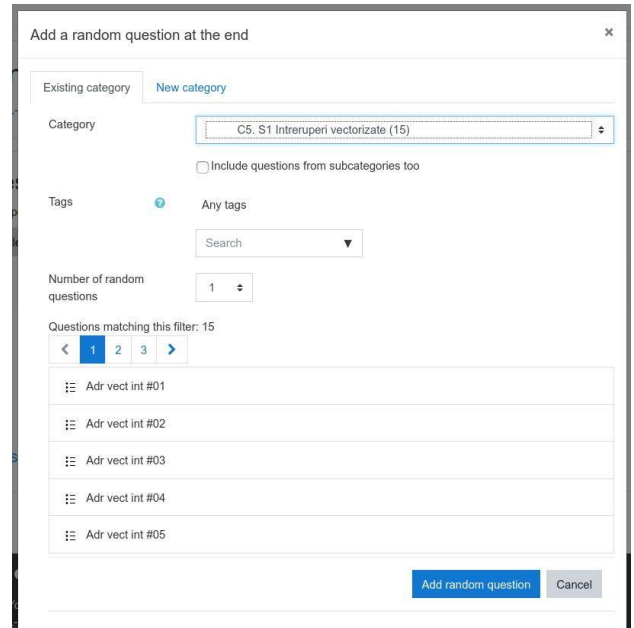 Add a random question at the end
×
Existing category
New category
Category
C5. S1 Intreruperi vectorizate (15)
Include questions from subcategories too
Tags
Any tags
Search
Number of random
questions
1
Questions matching this filter: 15
1 2 3
Adr vect int #01
Adr vect int #02
Adr vect int #03
Adr vect int #04
Adr vect int #05
Add random question
Cancel